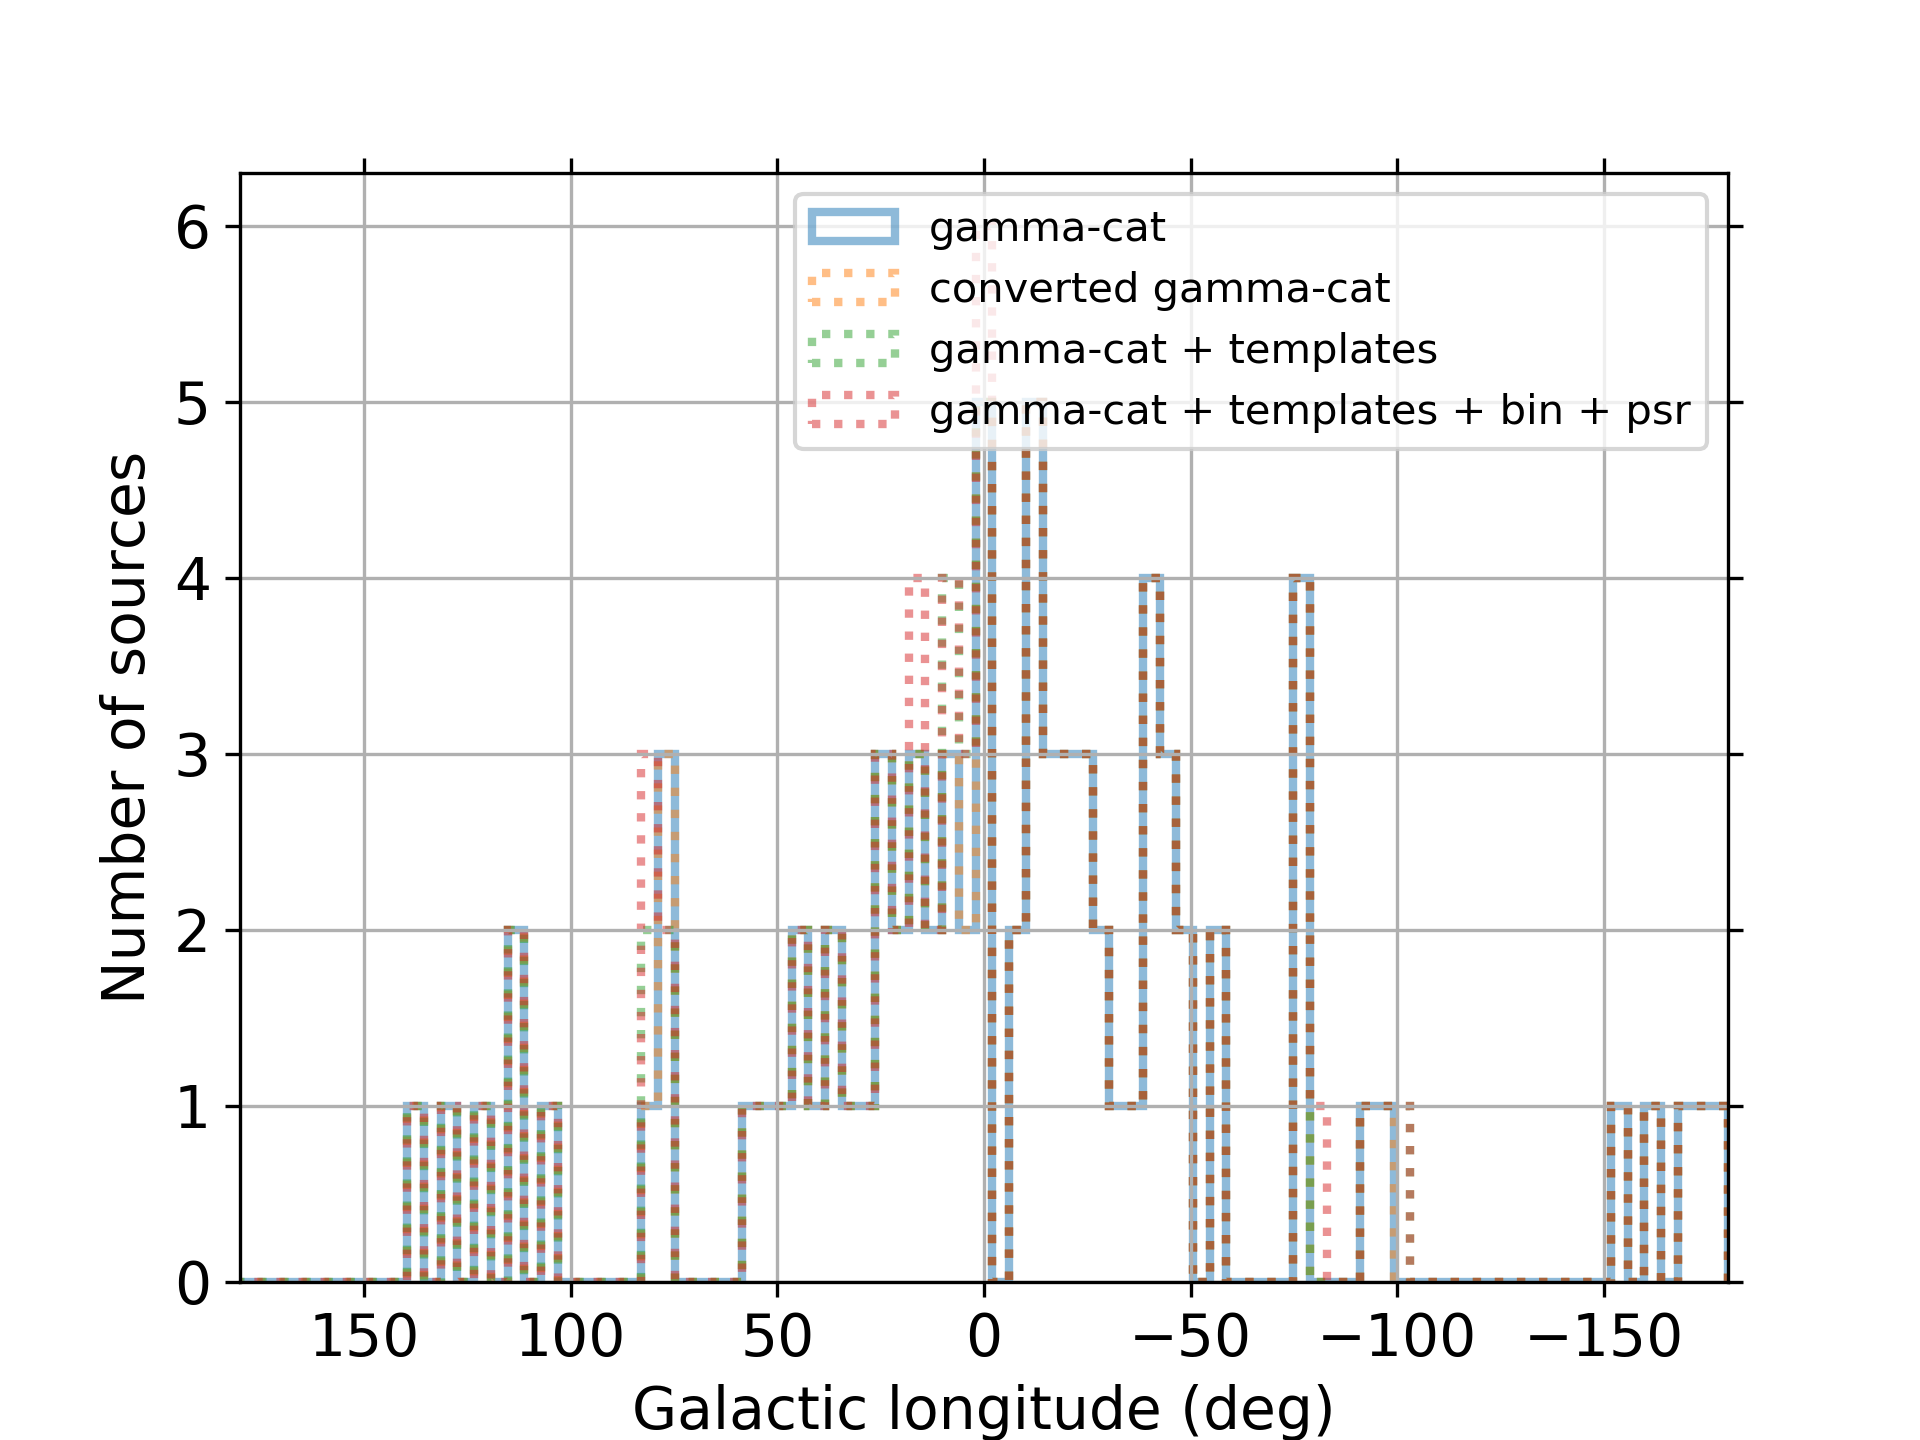 gamma-cat
converted gamma-cat
gamma-cat + templates
gamma-cat + templates + bin + psr
6
5
4
3
2
1
0
Number of sources
150 100 50 0 −50 −100 −150
Galactic longitude (deg)